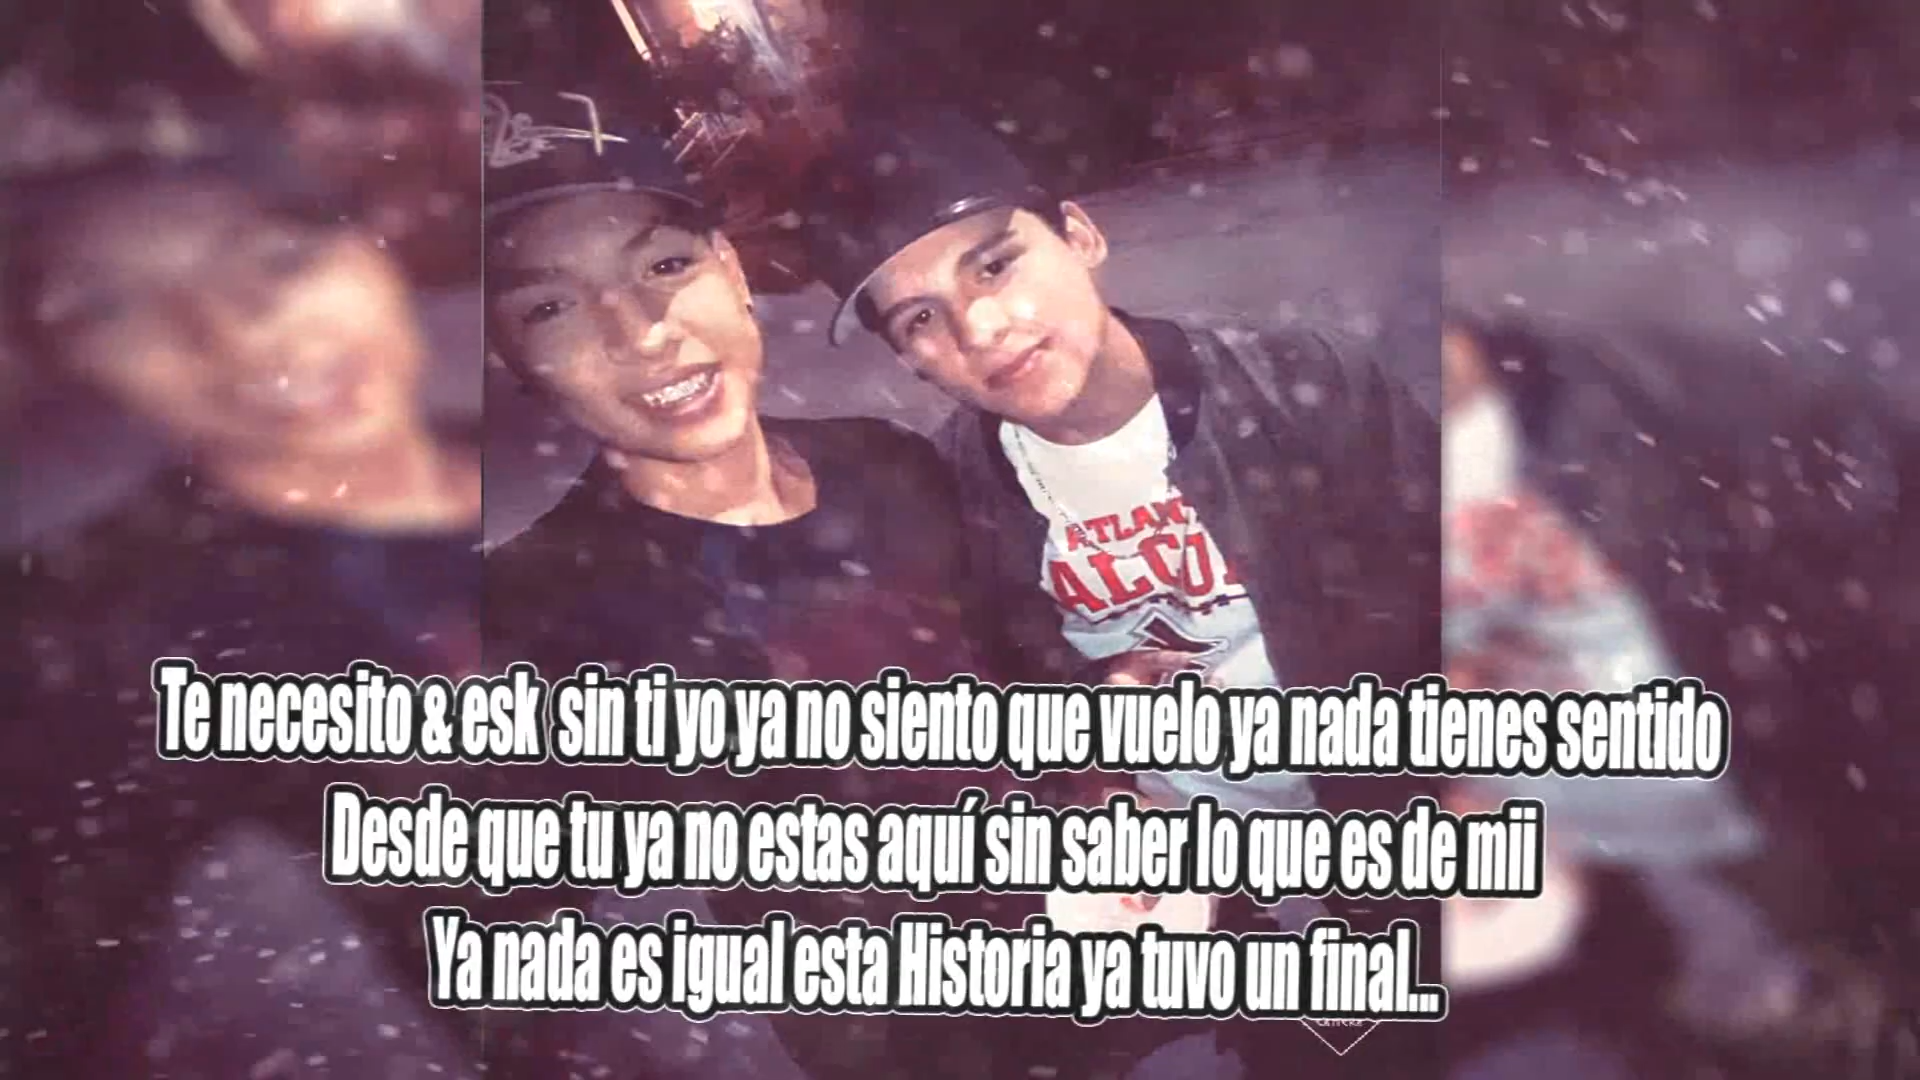 ATLAN
ALCO
Te necesito & esk sin ti yo ya no siento que vuelo ya nada tienes sentido
Desde que tu ya no estas aquí sin saber lo que es de mii
Ya nada es igual esta Historia ya tuvo un final...